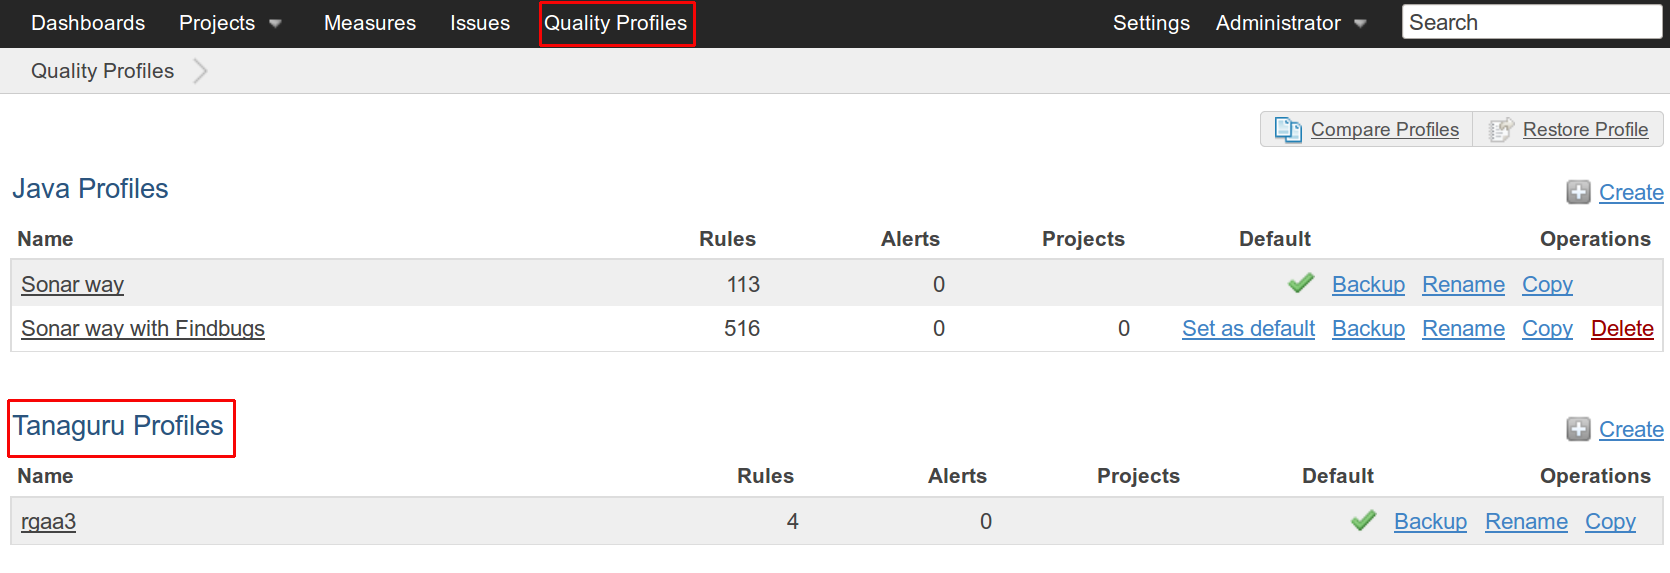 Dashboards Projects Measures Issues Quality Profiles Settings Administrator Search
Quality Profiles
Compare Profiles Restore Profile
Java Profiles Create
Name Rules Alerts Projects Default Operations
Sonar way 113 0 Backup Rename Copy
Sonar way with Findbugs 516 0 0 Set as default Backup Rename Copy Delete
Tanaguru Profiles Create
Name Rules Alerts Projects Default Operations
rgaa3 4 0 Backup Rename Copy